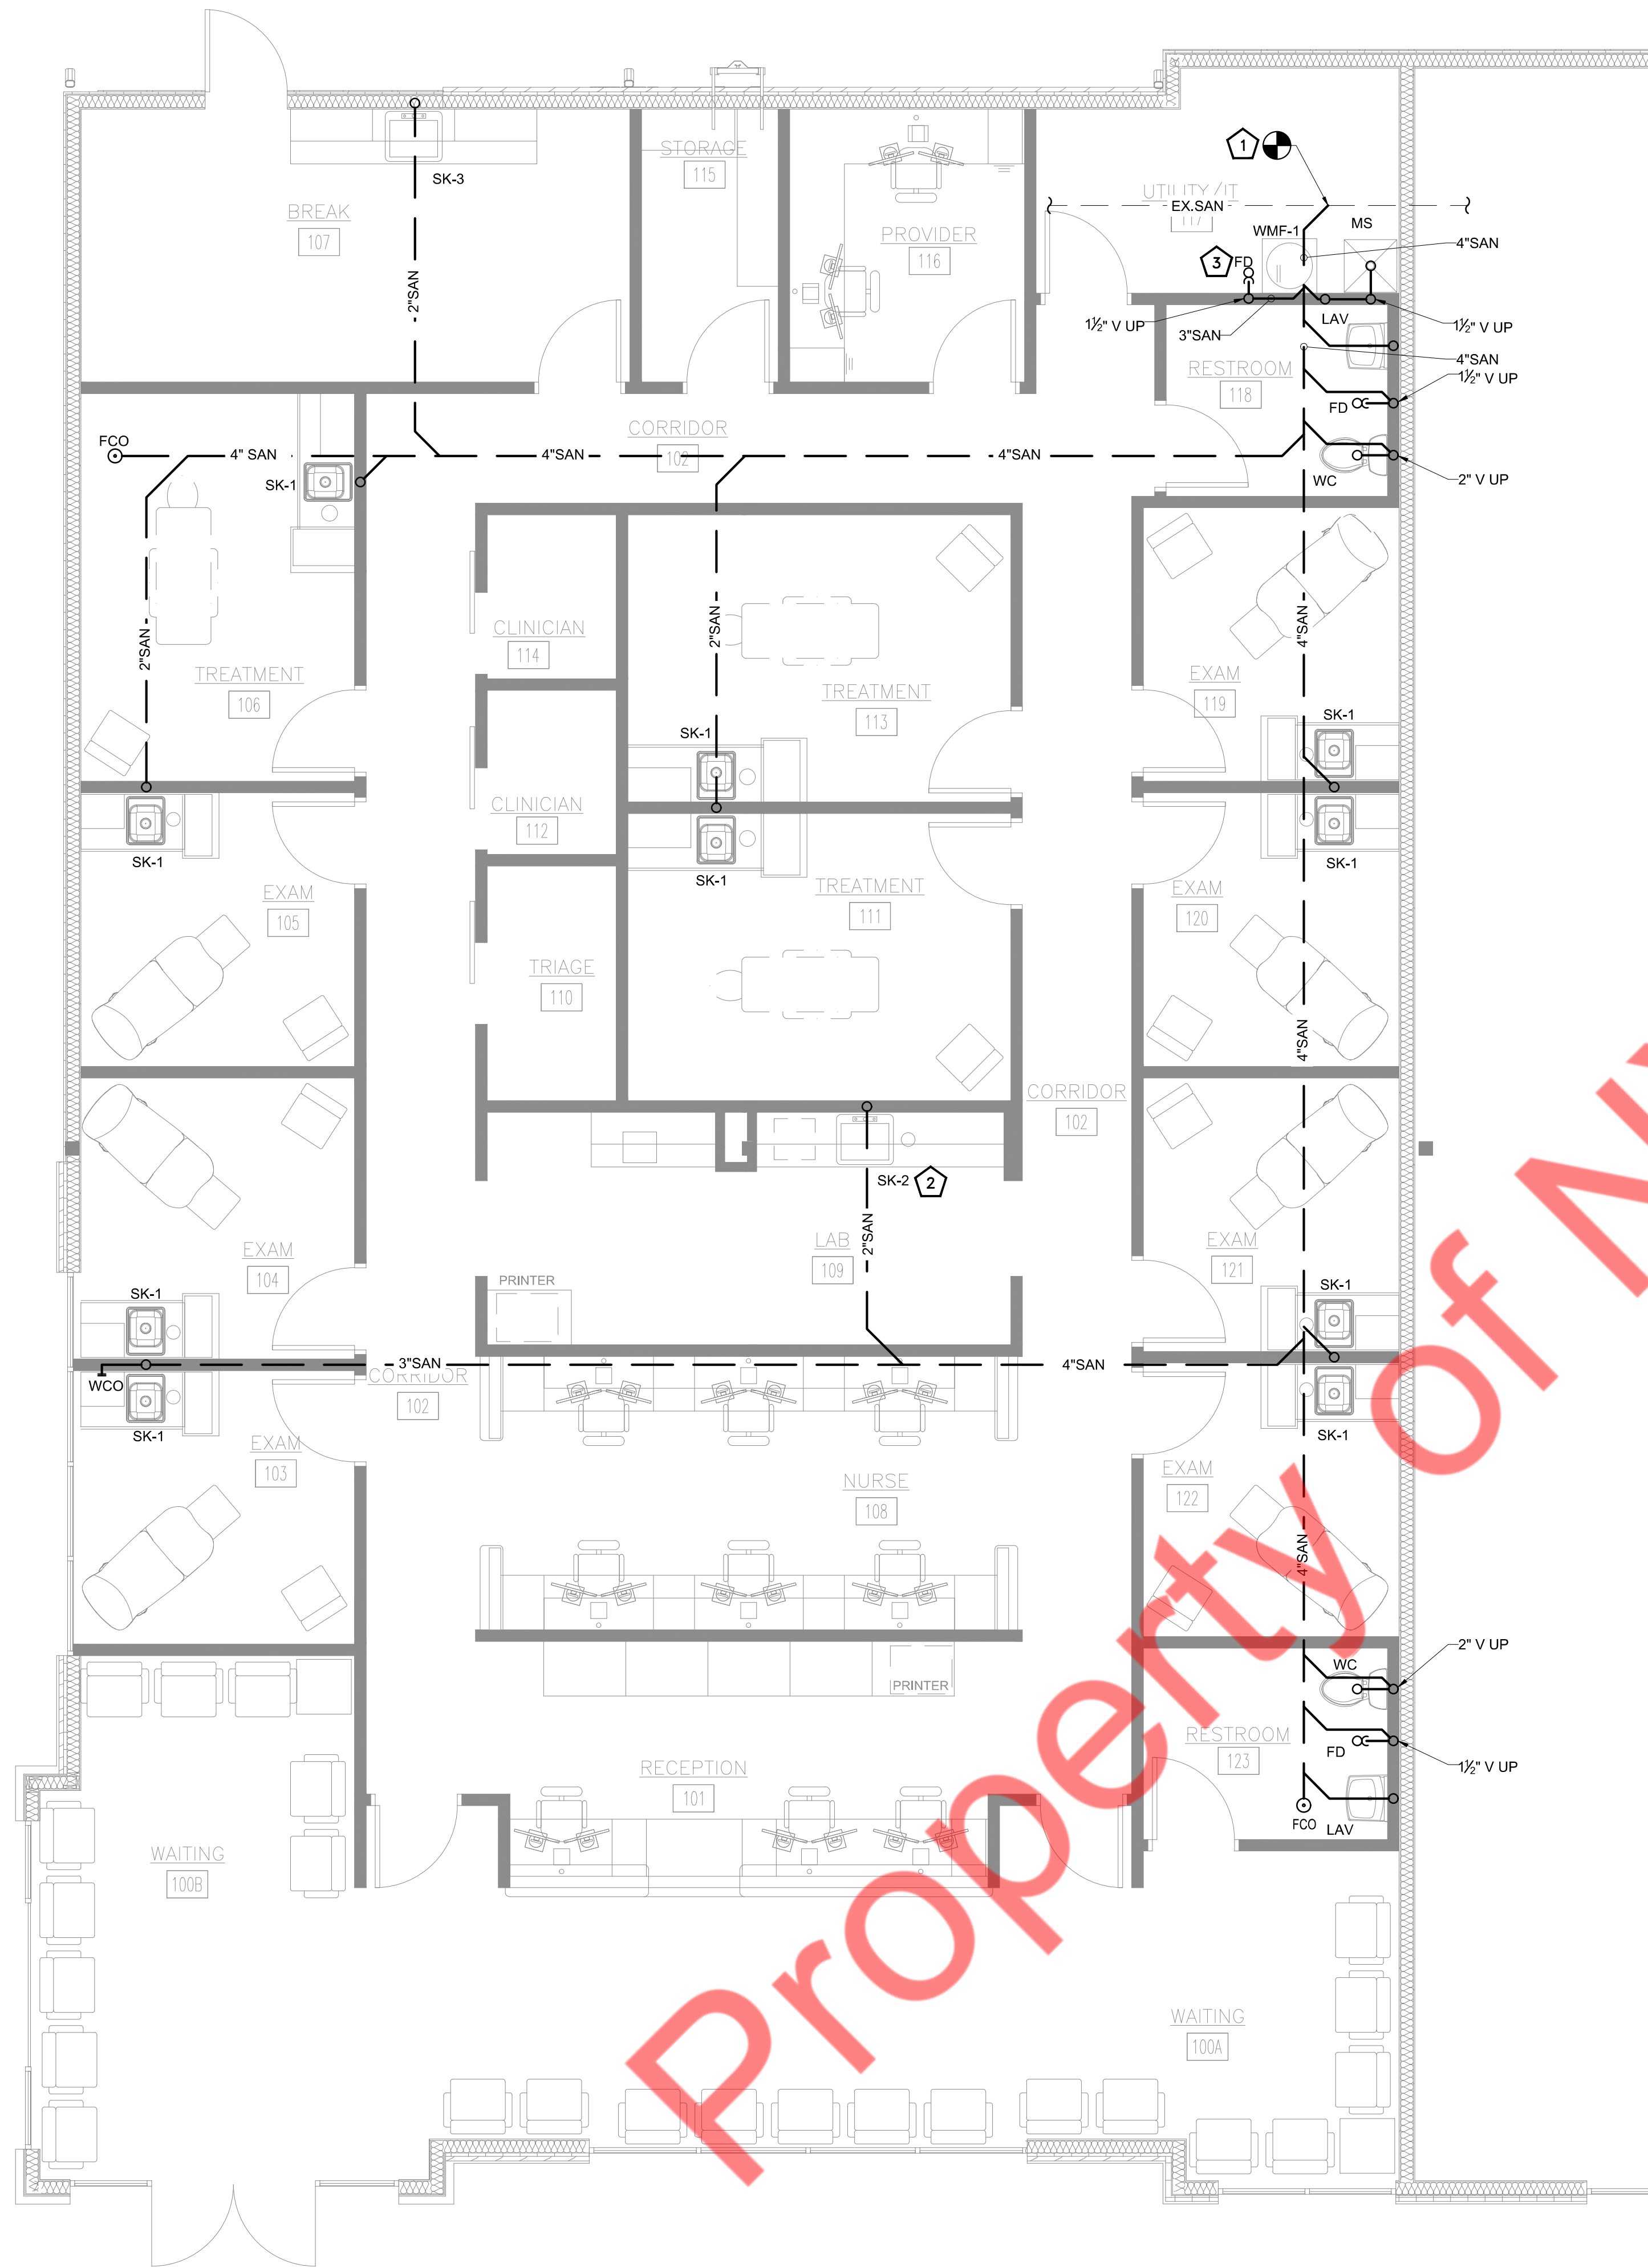 SK-3
STORAGE
115
BREAK
107
2"SAN
PROVIDER
116
1
UTILITY/IT
EX.SAN
117
WMF-1
MS
4"SAN
3
FD
1½" V UP
3"SAN
LAV
1½" V UP
4"SAN
1½" V UP
RESTROOM
118
FD
WC
2" V UP
FCO
4" SAN
SK-1
4"SAN
CORRIDOR
102
4"SAN
2"SAN
TREATMENT
106
CLINICIAN
114
2"SAN
TREATMENT
113
SK-1
4"SAN
EXAM
119
SK-1
SK-1
EXAM
105
CLINICIAN
112
SK-1
TREATMENT
111
SK-1
EXAM
120
TRIAGE
110
4"SAN
CORRIDOR
102
SK-2
2
2"SAN
LAB
109
PRINTER
EXAM
104
SK-1
EXAM
121
SK-1
WCO
3"SAN
CORRIDOR
102
4"SAN
SK-1
EXAM
103
SK-1
EXAM
122
NURSE
108
4"SAN
PRINTER
WC
2" V UP
RESTROOM
123
FD
1½" V UP
FCO
LAV
RECEPTION
101
WAITING
100B
WAITING
100A
Property of